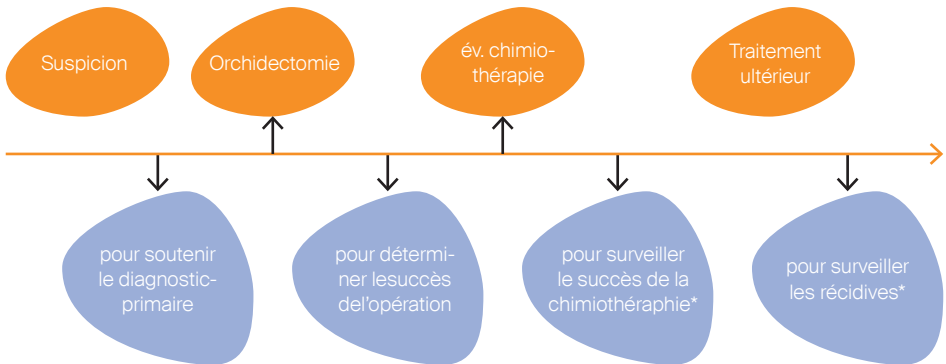 Suspicion
Orchidectomie
év. chimio-
thérapie
Traitement
ultérieur
pour soutenir
le diagnostic-
primaire
pour détermi-
ner lesuccès
del'opération
pour surveiller
le succès de la
chimiothéraphie*
pour surveiller
les récidives*